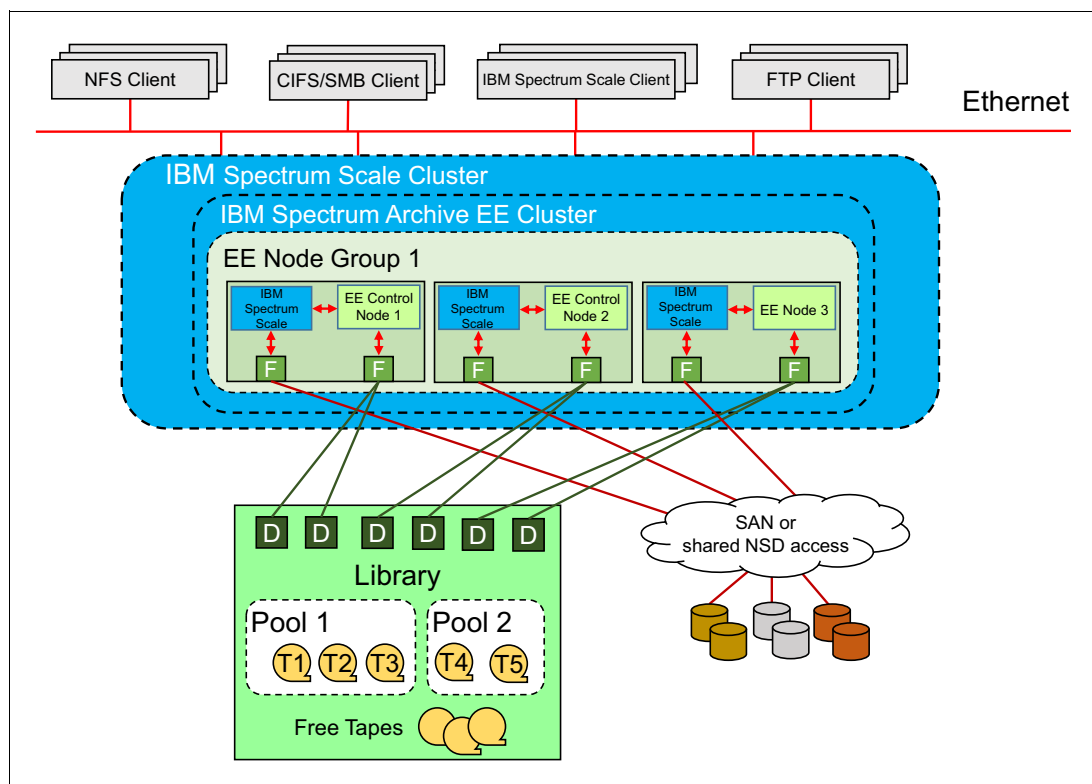 NFS Client
CIFS/SMB Client
IBM Spectrum Scale Client
FTP Client
Ethernet
IBM Spectrum Scale Cluster
IBM Spectrum Archive EE Cluster
EE Node Group 1
IBM
Spectrum
Scale
EE Control
Node 1
IBM
Spectrum
Scale
EE Control
Node 2
IBM
Spectrum
Scale
EE Node 3
F
F
F
F
F
F
D
D
D
D
D
D
SAN or
shared NSD access
Library
Pool 1
T1
T2
T3
Pool 2
T4
T5
Free Tapes